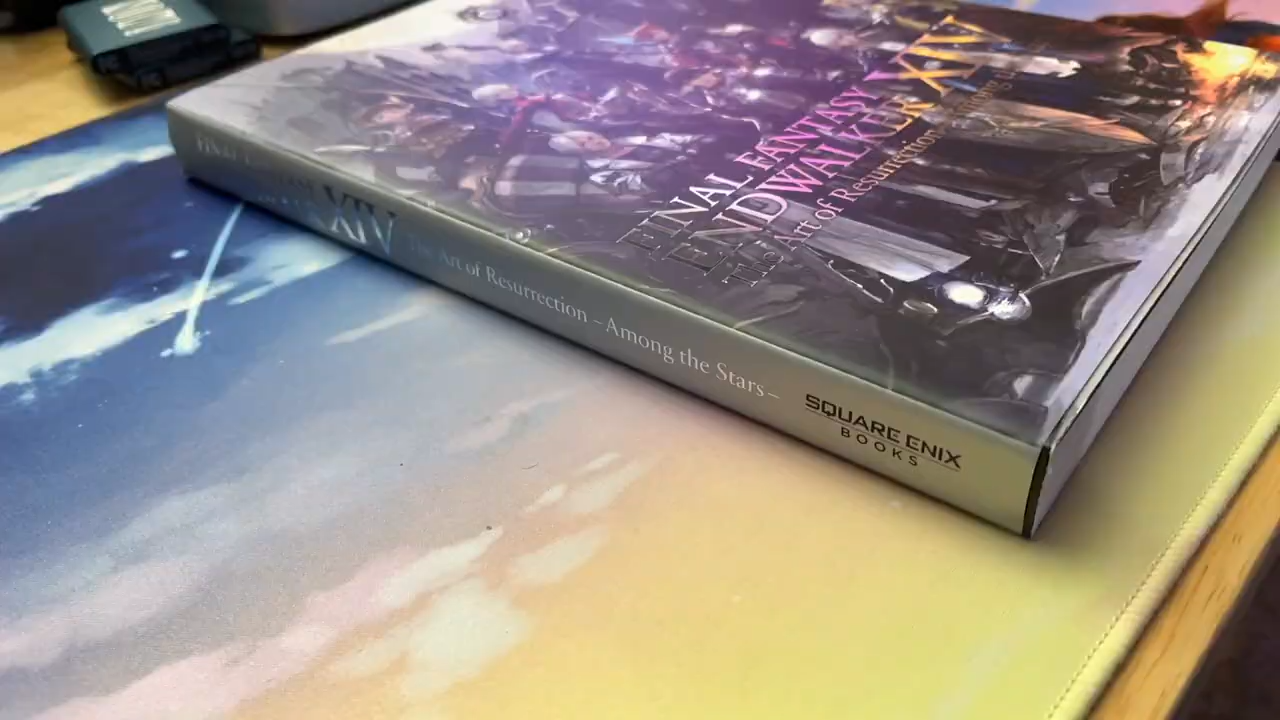 FINAL FANTASY XIV
ENDWALKER
The Art of Resurrection
XIV The Art of Resurrection –Among the Stars–
SQUARE ENIX
BOOKS